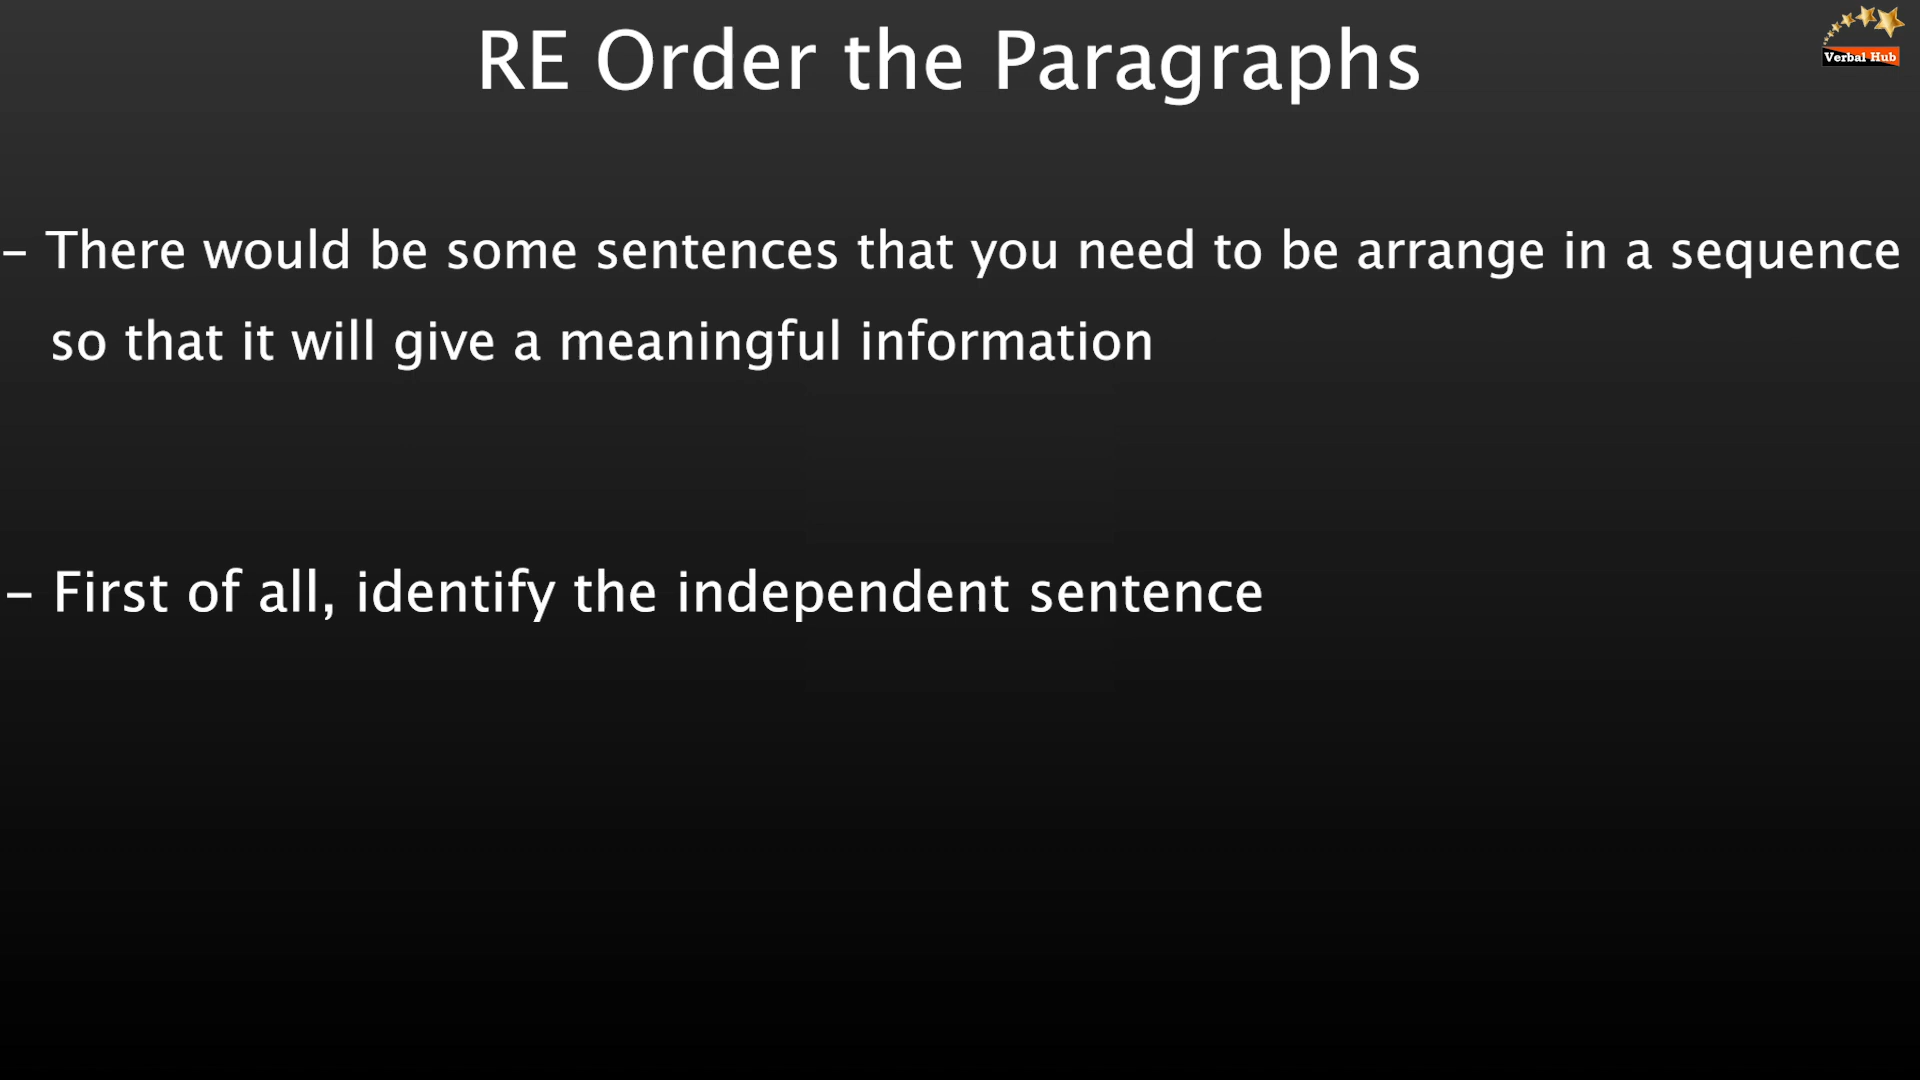 RE Order the Paragraphs
Verbal Hub
- There would be some sentences that you need to be arrange in a sequence
so that it will give a meaningful information
- First of all, identify the independent sentence